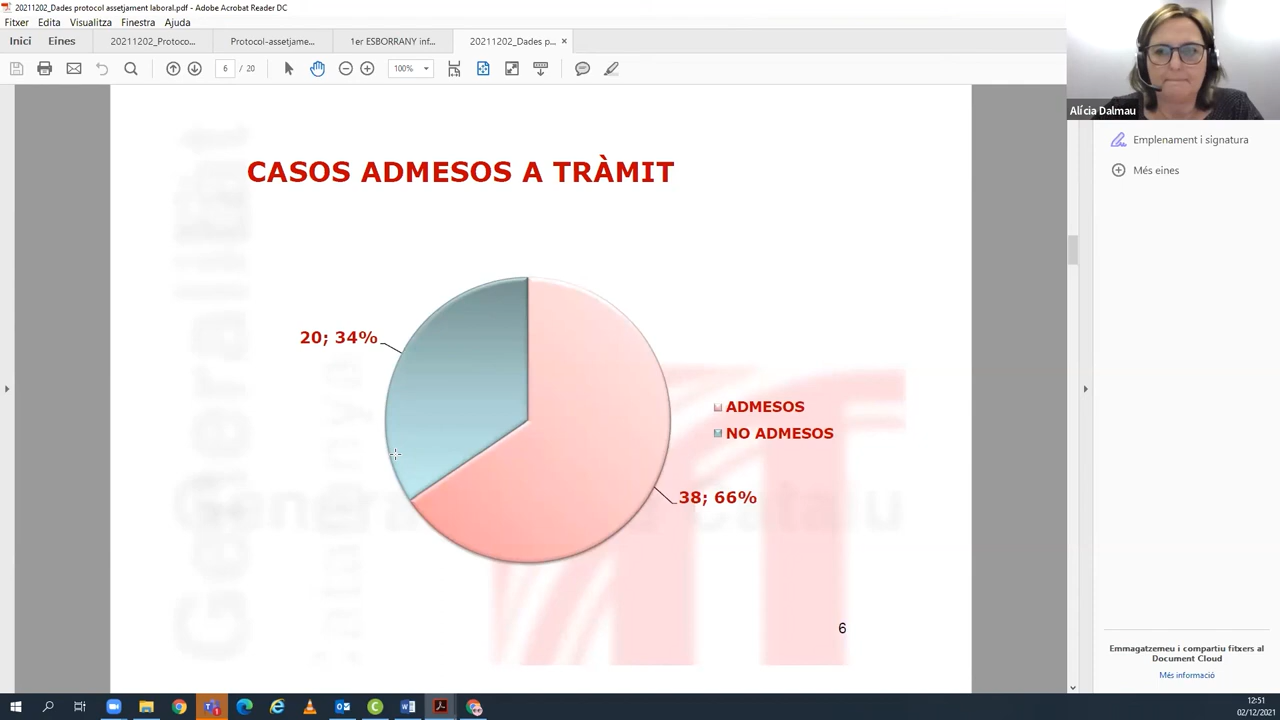 20211202_Dades protocol assetjament laboral.pdf - Adobe Acrobat Reader DC
Fitxer Edita Visualitza Finestra Ajuda
Inici Eines 20211202_Protoco... Protocol-assetjame... 1er ESBORRANY inf... 20211202_Dades p... ×
6 / 20 100%
Alícia Dalmau
Emplenament i signatura
Més eines
CASOS ADMESOS A TRÀMIT
20; 34%
ADMESOS
NO ADMESOS
38; 66%
6
Emmagatzemeu i compartiu fitxers al
Document Cloud
Més informació
12:51
02/12/2021